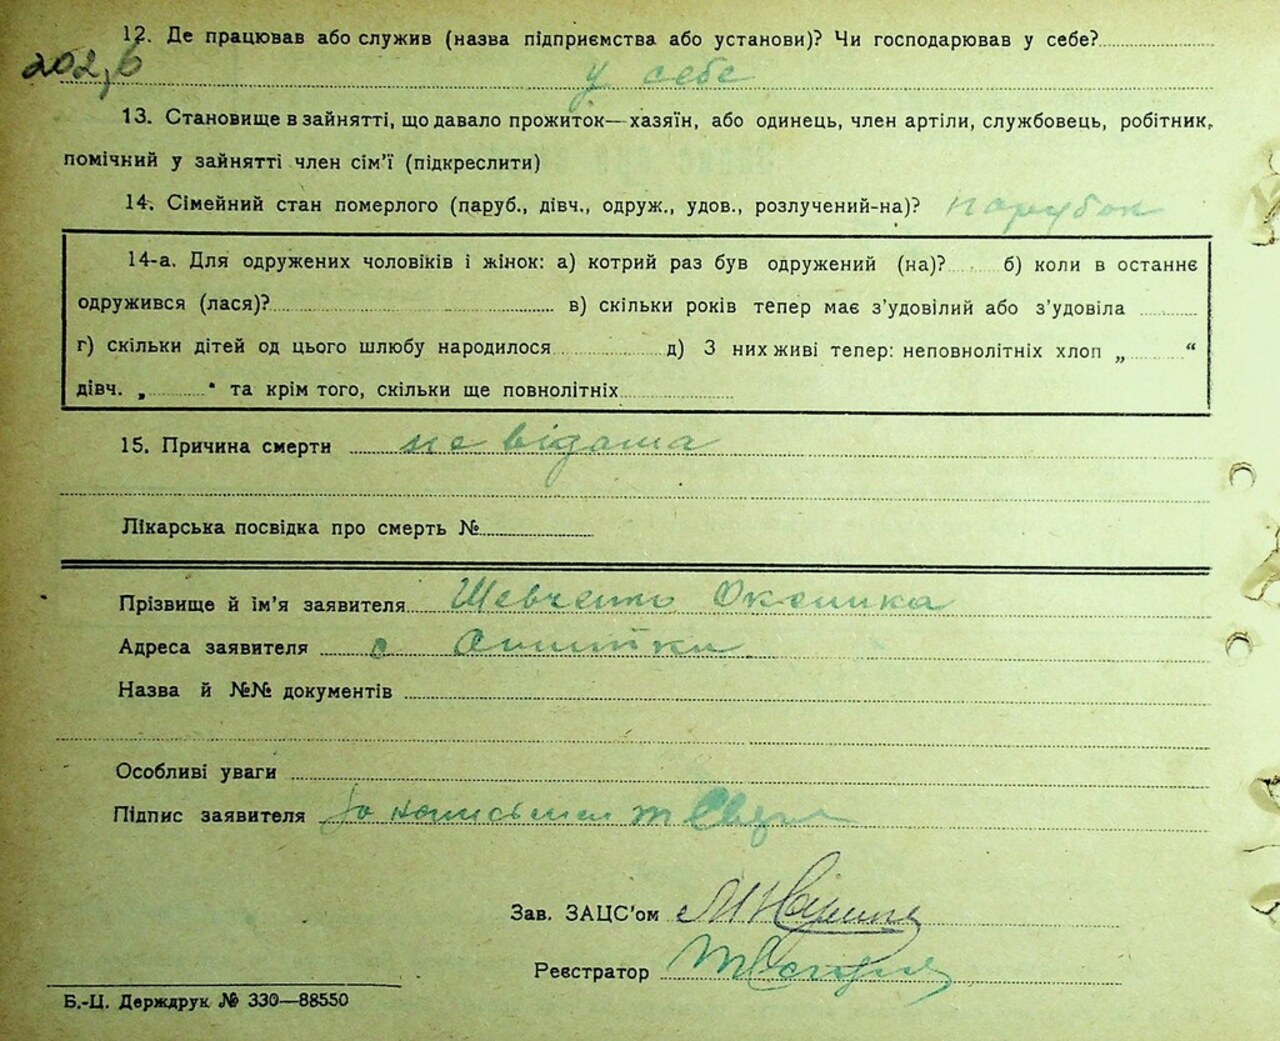 12. Де працював або служив (назва підприємства або установи)? Чи господарював у себе?
202,6 у себе
13. Становище в зайнятті, що давало прожиток—хазяїн, або одинець, член артіли, службовець, робітник,
помічний у зайнятті член сім’ї (підкреслити)
14. Сімейний стан померлого (паруб., дівч., одруж., удов., розлучений-на)? парубок
14-а. Для одружених чоловіків і жінок: а) котрий раз був одружений (на)? б) коли в останнє
одружився (лася)? в) скільки років тепер має з’удовілий або з’удовіла
г) скільки дітей од цього шлюбу народилося д) З них живі тепер: неповнолітніх хлоп „ “
дівч. „ “ та крім того, скільки ще повнолітніх
15. Причина смерти не відома
Лікарська посвідка про смерть №
Прізвище й ім’я заявителя Шевченко
Адреса заявителя с
Назва й №№ документів
Особливі уваги
Підпис заявителя
Зав. ЗАЦС’ом
Реєстратор
Б.-Ц. Держдрук № 330—88550